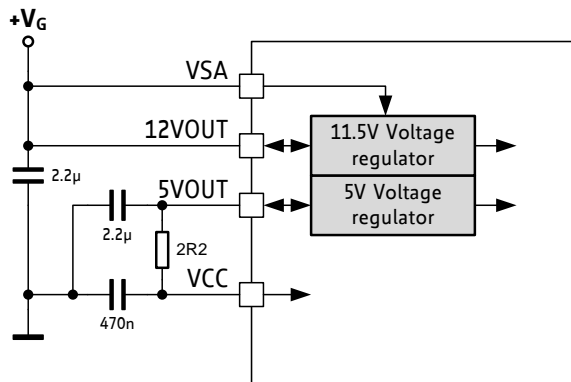 +VG
VSA
12VOUT
11.5V Voltage
regulator
2.2µ
5VOUT
5V Voltage
regulator
2.2µ
2R2
VCC
470n